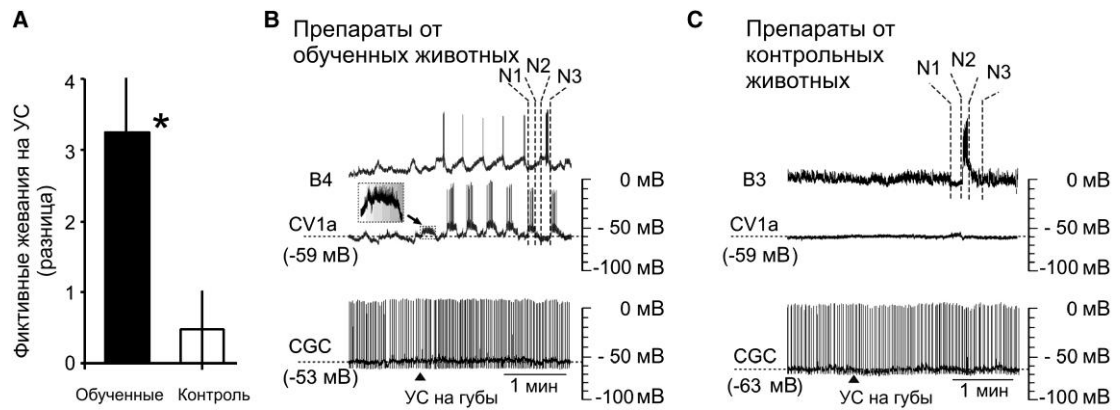 A
Фиктивные жевания на УС
(разница)
4
3
2
1
0
*
Обученные
Контроль
B
Препараты от
обученных животных
N1
N2
N3
B4
CV1a
(-59 мВ)
0 мВ
- 50 мВ
-100 мВ
CGC
(-53 мВ)
0 мВ
- 50 мВ
-100 мВ
УС на губы
1 мин
C
Препараты от
контрольных
животных
N1
N2
N3
B3
CV1a
(-59 мВ)
0 мВ
- 50 мВ
-100 мВ
CGC
(-63 мВ)
0 мВ
- 50 мВ
-100 мВ
УС на губы
1 мин